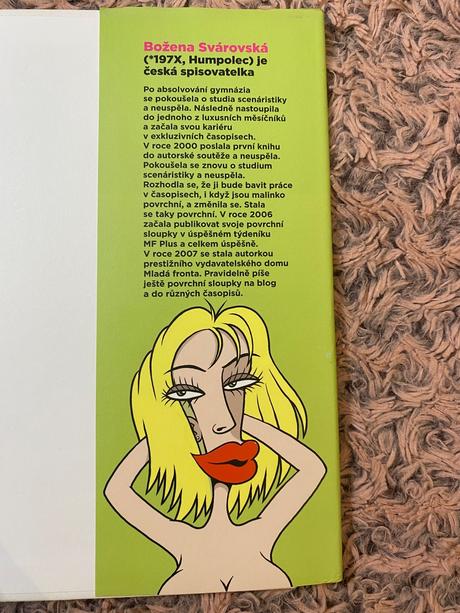 Božena Svárovská
(*197X, Humpolec) je
česká spisovatelka
Po absolvování gymnázia
se pokoušela o studia scenáristiky
a neuspěla. Následně nastoupila
do jednoho z luxusních měsíčníků
a začala svou kariéru
v exkluzivních časopisech.
V roce 2000 poslala první knihu
do autorské soutěže a neuspěla.
Pokoušela se znovu o studium
scenáristiky a neuspěla.
Rozhodla se, že ji bude bavit práce
v časopisech, i když jsou malinko
povrchní, a změnila se. Stala
se taky povrchní. V roce 2006
začala publikovat svoje povrchní
sloupky v úspěšném týdeníku
MF Plus a celkem úspěšně.
V roce 2007 se stala autorkou
prestižního vydavatelského domu
Mladá fronta. Pravidelně píše
ještě povrchní sloupky na blog
a do různých časopisů.